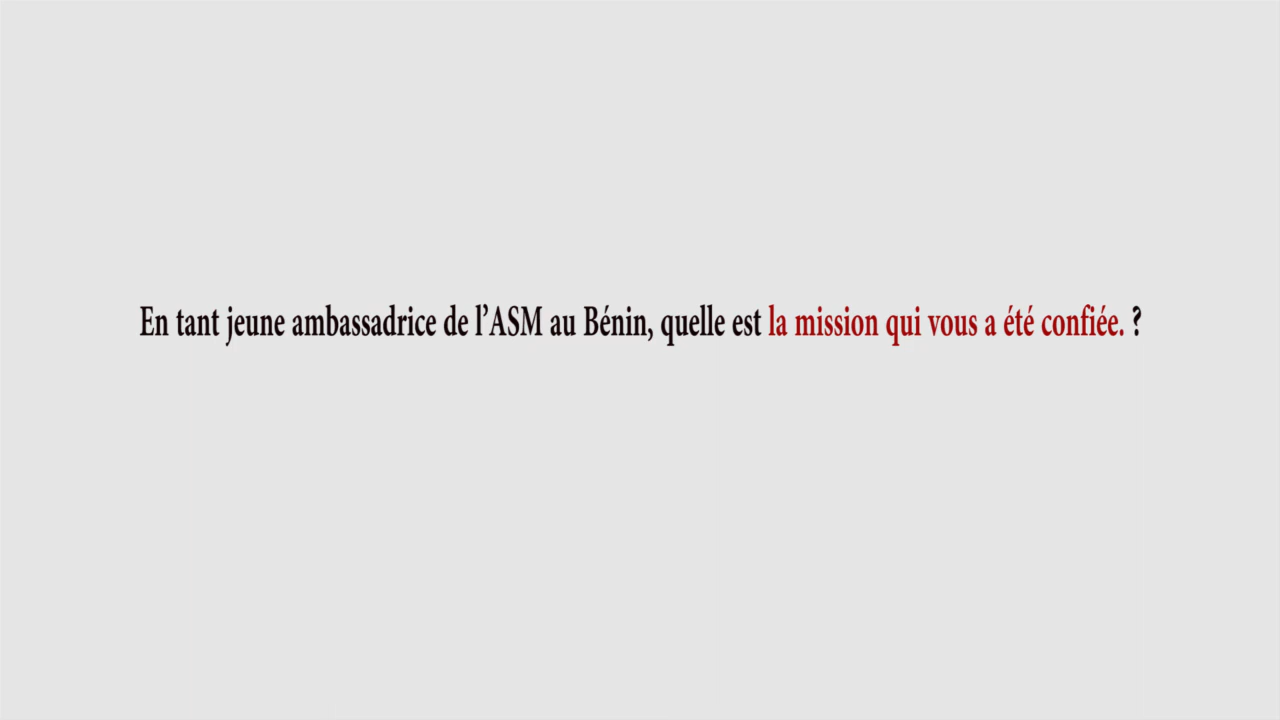 En tant jeune ambassadrice de l’ASM au Bénin, quelle est la mission qui vous a été confiée. ?